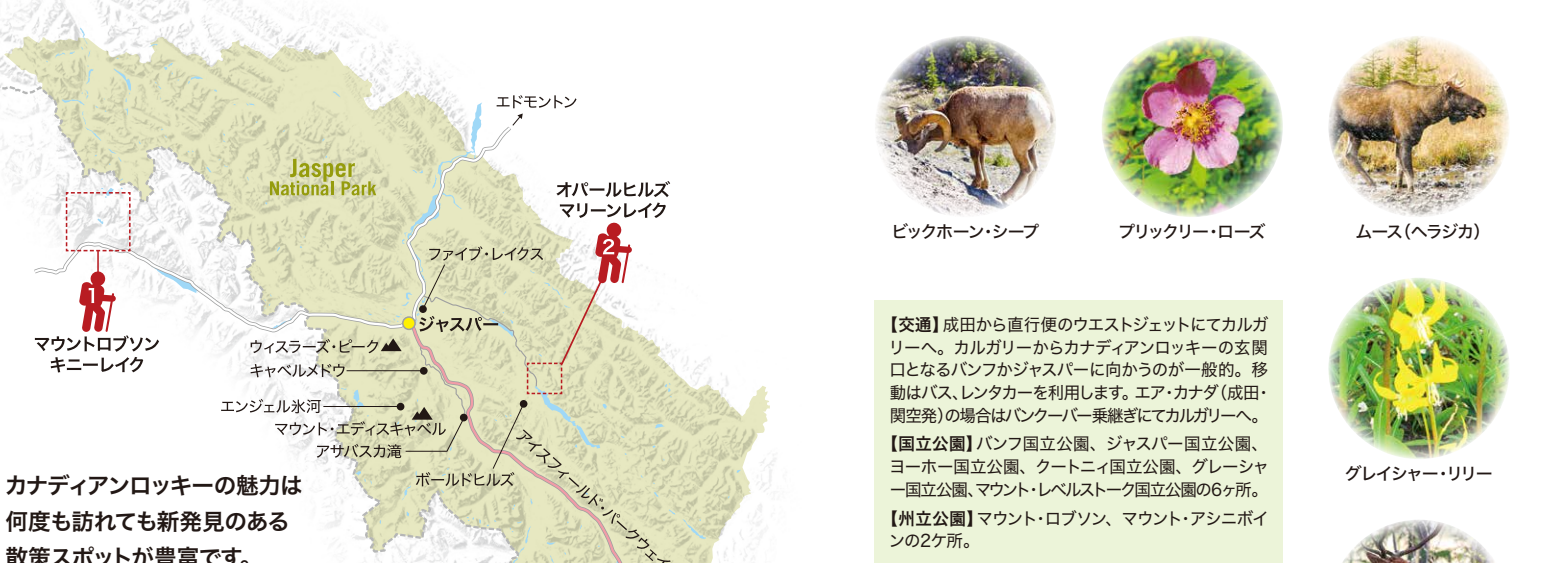 エドモントン
Jasper
National Park
オパールヒルズ
マリーンレイク
2
ファイブ・レイクス
1
マウントロブソン
キニーレイク
ジャスパー
ウィスラーズ・ピーク
キャベルメドウ
エンジェル氷河
マウント・エディスキャベル
アサバスカ滝
ボールドヒルズ
アイスフィールド・パークウェイ
カナディアンロッキーの魅力は
何度も訪れても新発見のある
散策スポットが豊富です。
ビックホーン・シープ
プリックリー・ローズ
ムース(ヘラジカ)
【交通】成田から直行便のウエストジェットにてカルガ
リーへ。カルガリーからカナディアンロッキーの玄関
口となるバンフかジャスパーに向かうのが一般的。移
動はバス、レンタカーを利用します。エア・カナダ(成田・
関空発)の場合はバンクーバー乗継ぎにてカルガリーへ。
【国立公園】バンフ国立公園、ジャスパー国立公園、
ヨーホー国立公園、クートニィ国立公園、グレーシャ
ー国立公園、マウント・レベルストーク国立公園の6ヶ所。
【州立公園】マウント・ロブソン、マウント・アシニボイ
ンの2ケ所。
グレイシャー・リリー